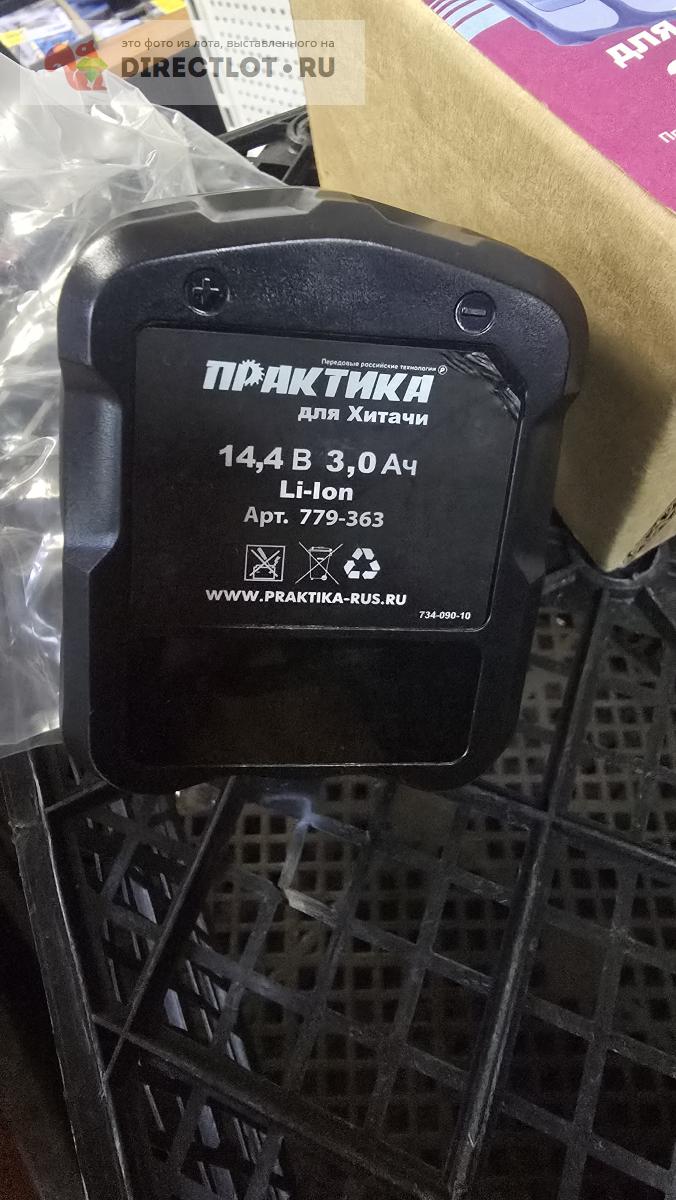 это фото из лота, выставленного на
DIRECTLOT.RU
для
Передовые российские технологии
ПРАКТИКА
для Хитачи
14,4 В 3,0 Ач
Li-Ion
Арт. 779-363
WWW.PRAKTIKA-RUS.RU
734-090-10